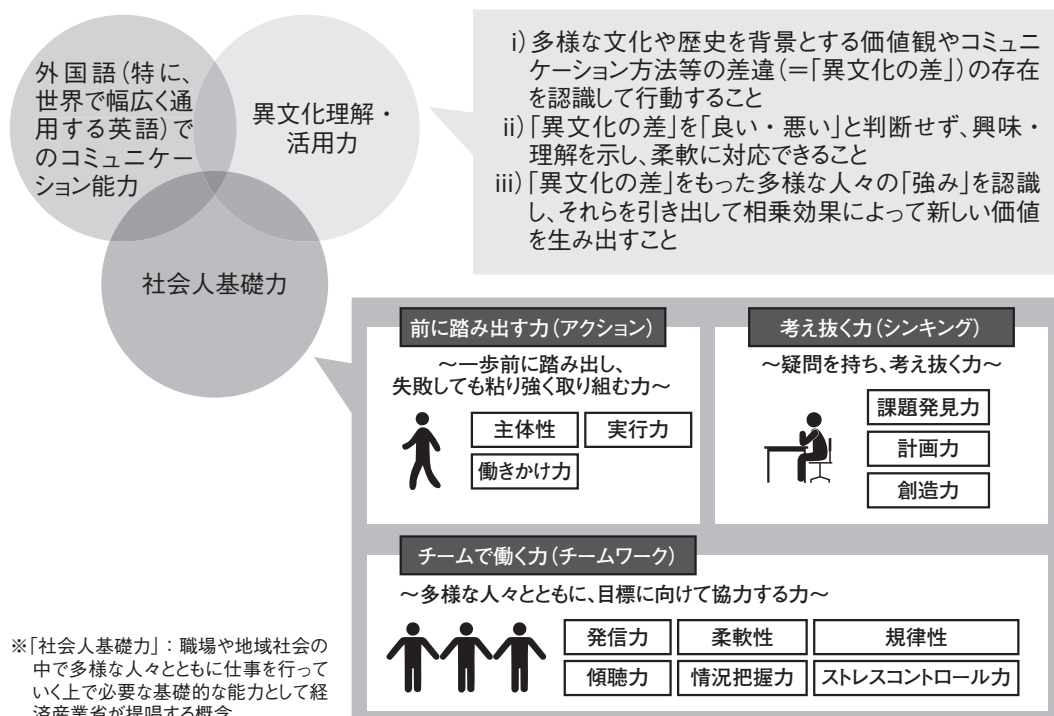 外国語（特に、
世界で幅広く通
用する英語）で
のコミュニケー
ション能力
異文化理解・
活用力
社会人基礎力
i）多様な文化や歴史を背景とする価値観やコミュニ
ケーション方法等の差違（＝「異文化の差」）の存在
を認識して行動すること
ii）「異文化の差」を「良い・悪い」と判断せず、興味・
理解を示し、柔軟に対応できること
iii）「異文化の差」をもった多様な人々の「強み」を認識
し、それらを引き出して相乗効果によって新しい価値
を生み出すこと
前に踏み出す力（アクション）
〜一歩前に踏み出し、
失敗しても粘り強く取り組む力〜
主体性
実行力
働きかけ力
考え抜く力（シンキング）
〜疑問を持ち、考え抜く力〜
課題発見力
計画力
創造力
チームで働く力（チームワーク）
〜多様な人々とともに、目標に向けて協力する力〜
発信力
柔軟性
規律性
傾聴力
情況把握力
ストレスコントロール力
※「社会人基礎力」：職場や地域社会の
中で多様な人々とともに仕事を行って
いく上で必要な基礎的な能力として経
済産業省が提唱する概念